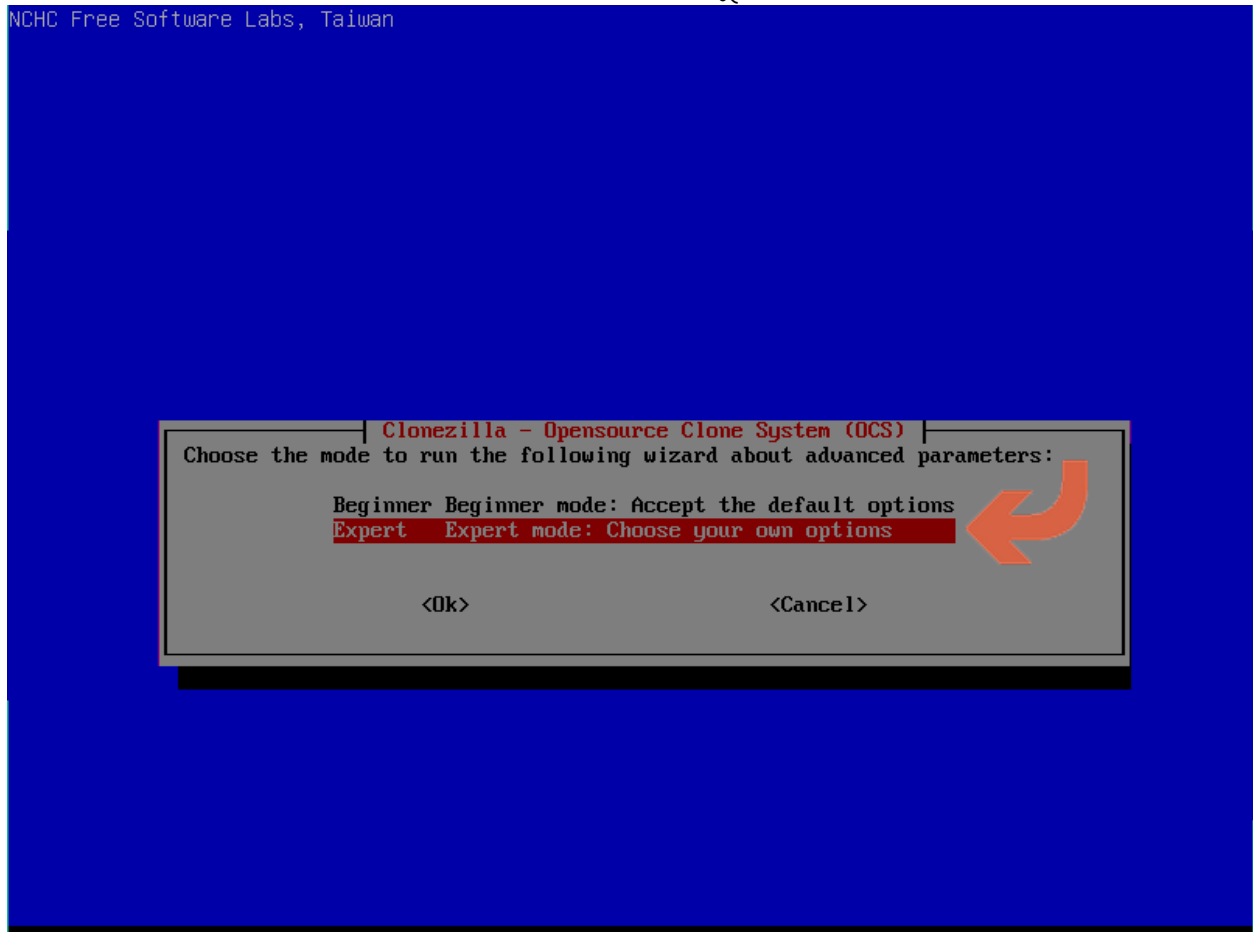 NCHC Free Software Labs, Taiwan
Clonezilla - Opensource Clone System (OCS)
Choose the mode to run the following wizard about advanced parameters:
Beginner Beginner mode: Accept the default options
Expert Expert mode: Choose your own options
<Ok> <Cancel>